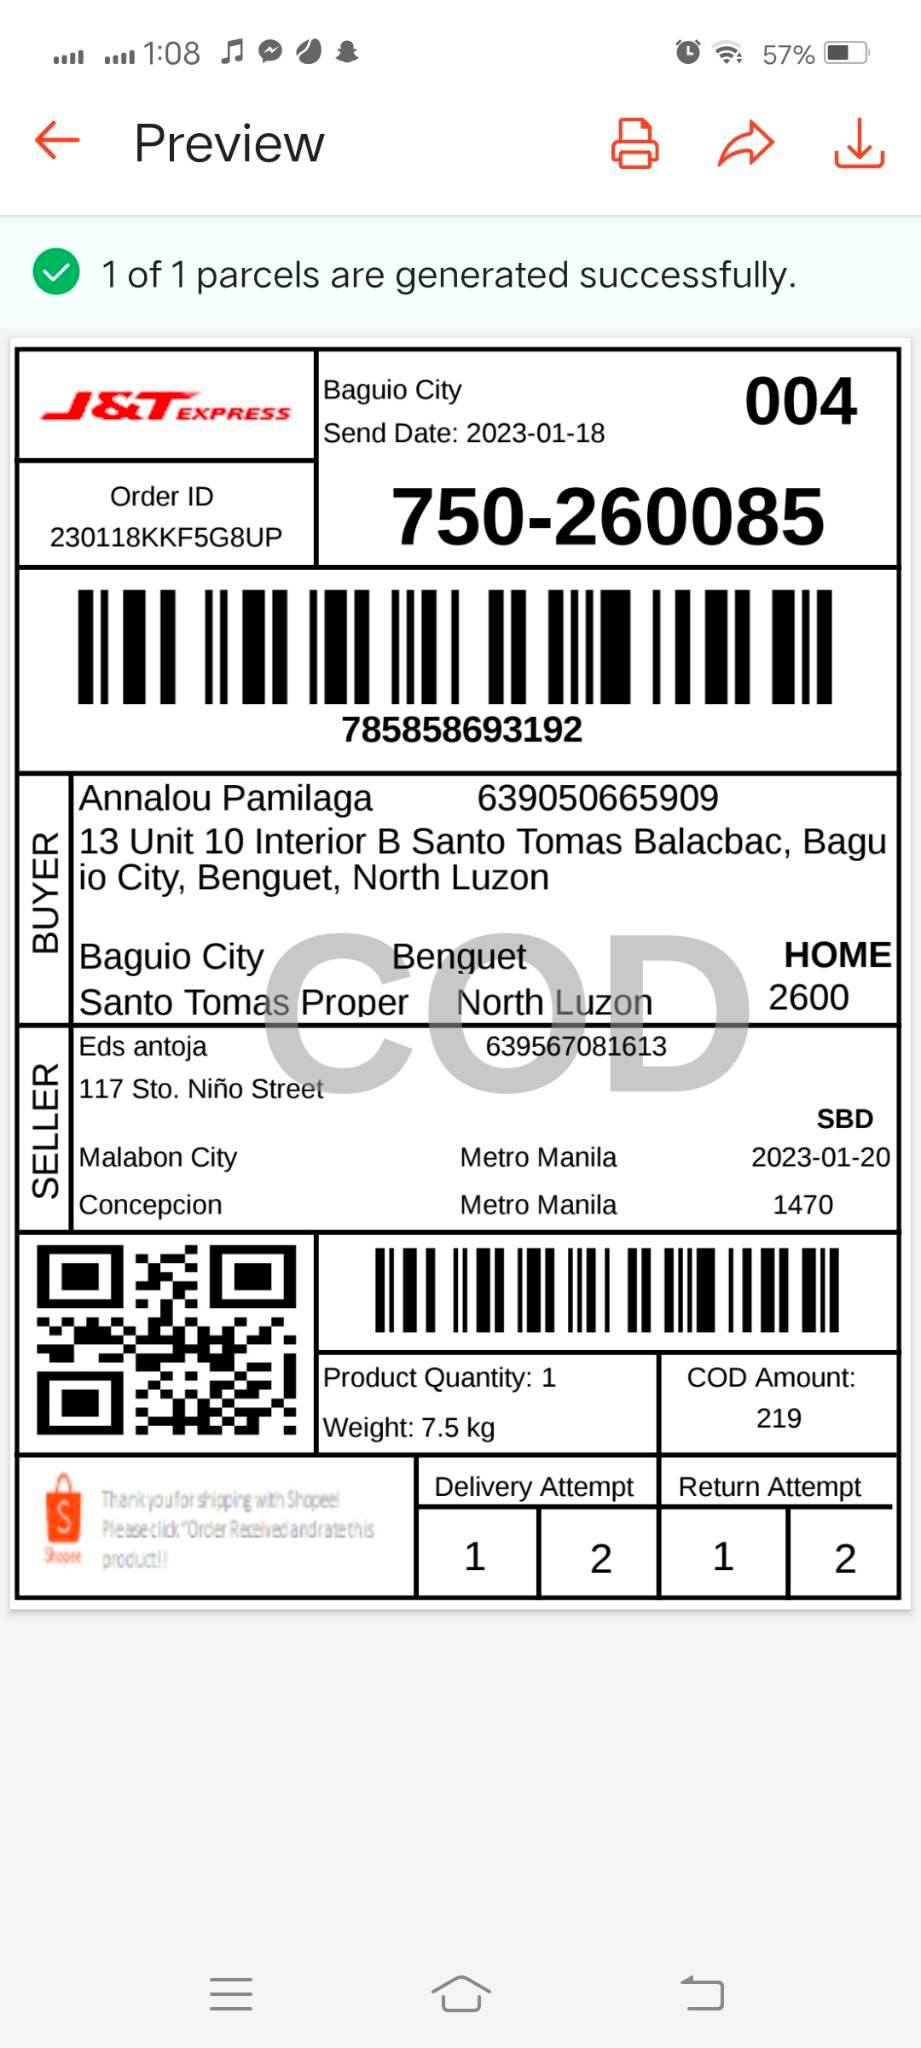 1:08
57%
Preview
1 of 1 parcels are generated successfully.
J&T EXPRESS
Baguio City
004
Send Date: 2023-01-18
Order ID
230118KKF5G8UP
750-260085
785858693192
BUYER
Annalou Pamilaga 639050665909
13 Unit 10 Interior B Santo Tomas Balacbac, Bagu
io City, Benguet, North Luzon
Baguio City Benguet HOME
Santo Tomas Proper North Luzon 2600
COD
SELLER
Eds antoja 639567081613
117 Sto. Niño Street
SBD
Malabon City Metro Manila 2023-01-20
Concepcion Metro Manila 1470
Product Quantity: 1
Weight: 7.5 kg
COD Amount:
219
S
Shopee
Thank you for shipping with Shopee!
Please click "Order Received and rate this
product!!
Delivery Attempt
Return Attempt
1 2 1 2